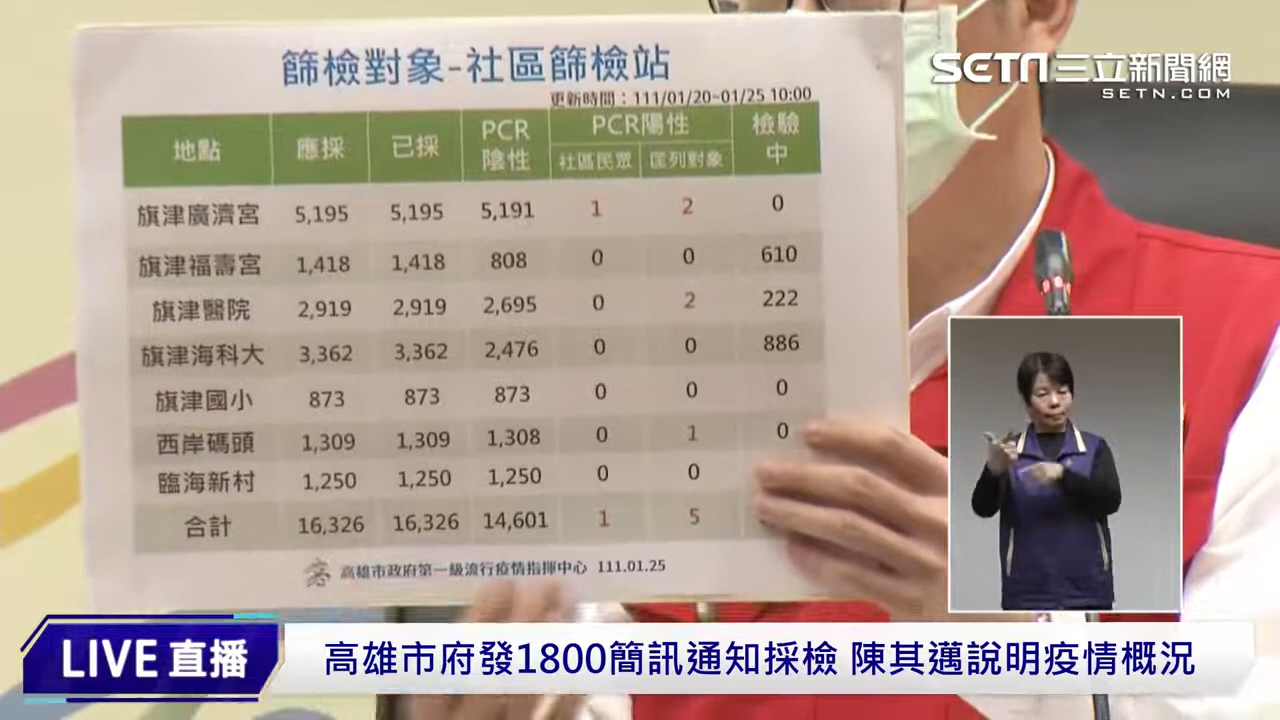 SETN三立新聞網
SETN.COM
篩檢對象-社區篩檢站
更新時間：111/01/20~01/25 10:00
地點 應採 已採 PCR陰性 PCR陽性 檢驗中
社區民眾 匡列對象
旗津廣濟宮 5,195 5,195 5,191 1 2 0
旗津福壽宮 1,418 1,418 808 0 0 610
旗津醫院 2,919 2,919 2,695 0 2 222
旗津海科大 3,362 3,362 2,476 0 0 886
旗津國小 873 873 873 0 0 0
西岸碼頭 1,309 1,309 1,308 0 1 0
臨海新村 1,250 1,250 1,250 0 0
合計 16,326 16,326 14,601 1 5
高雄市政府第一級流行疫情指揮中心 111.01.25
LIVE 直播
高雄市府發1800簡訊通知採檢 陳其邁說明疫情概況